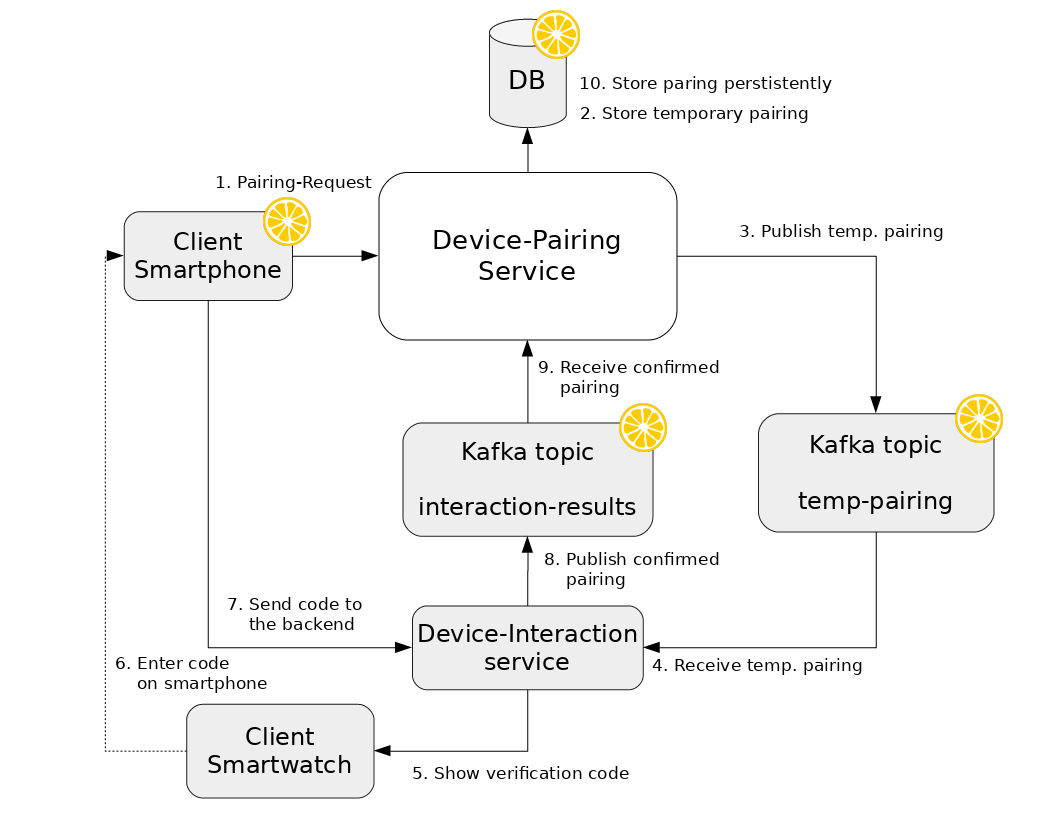 DB
10. Store paring perstistently
2. Store temporary pairing
1. Pairing-Request
Client
Smartphone
Device-Pairing
Service
3. Publish temp. pairing
9. Receive confirmed
pairing
Kafka topic
interaction-results
Kafka topic
temp-pairing
8. Publish confirmed
pairing
7. Send code to
the backend
Device-Interaction
service
4. Receive temp. pairing
6. Enter code
on smartphone
Client
Smartwatch
5. Show verification code